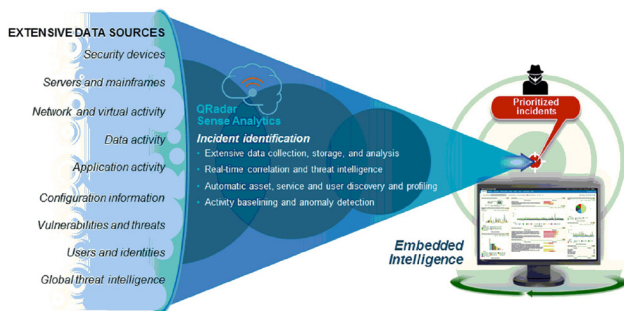 EXTENSIVE DATA SOURCES
Security devices
Servers and mainframes
Network and virtual activity
Data activity
Application activity
Configuration information
Vulnerabilities and threats
Users and identities
Global threat intelligence
QRadar
Sense Analytics
Incident identification
· Extensive data collection, storage, and analysis
· Real-time correlation and threat intelligence
· Automatic asset, service and user discovery and profiling
· Activity baselining and anomaly detection
Prioritized
incidents
Embedded
Intelligence